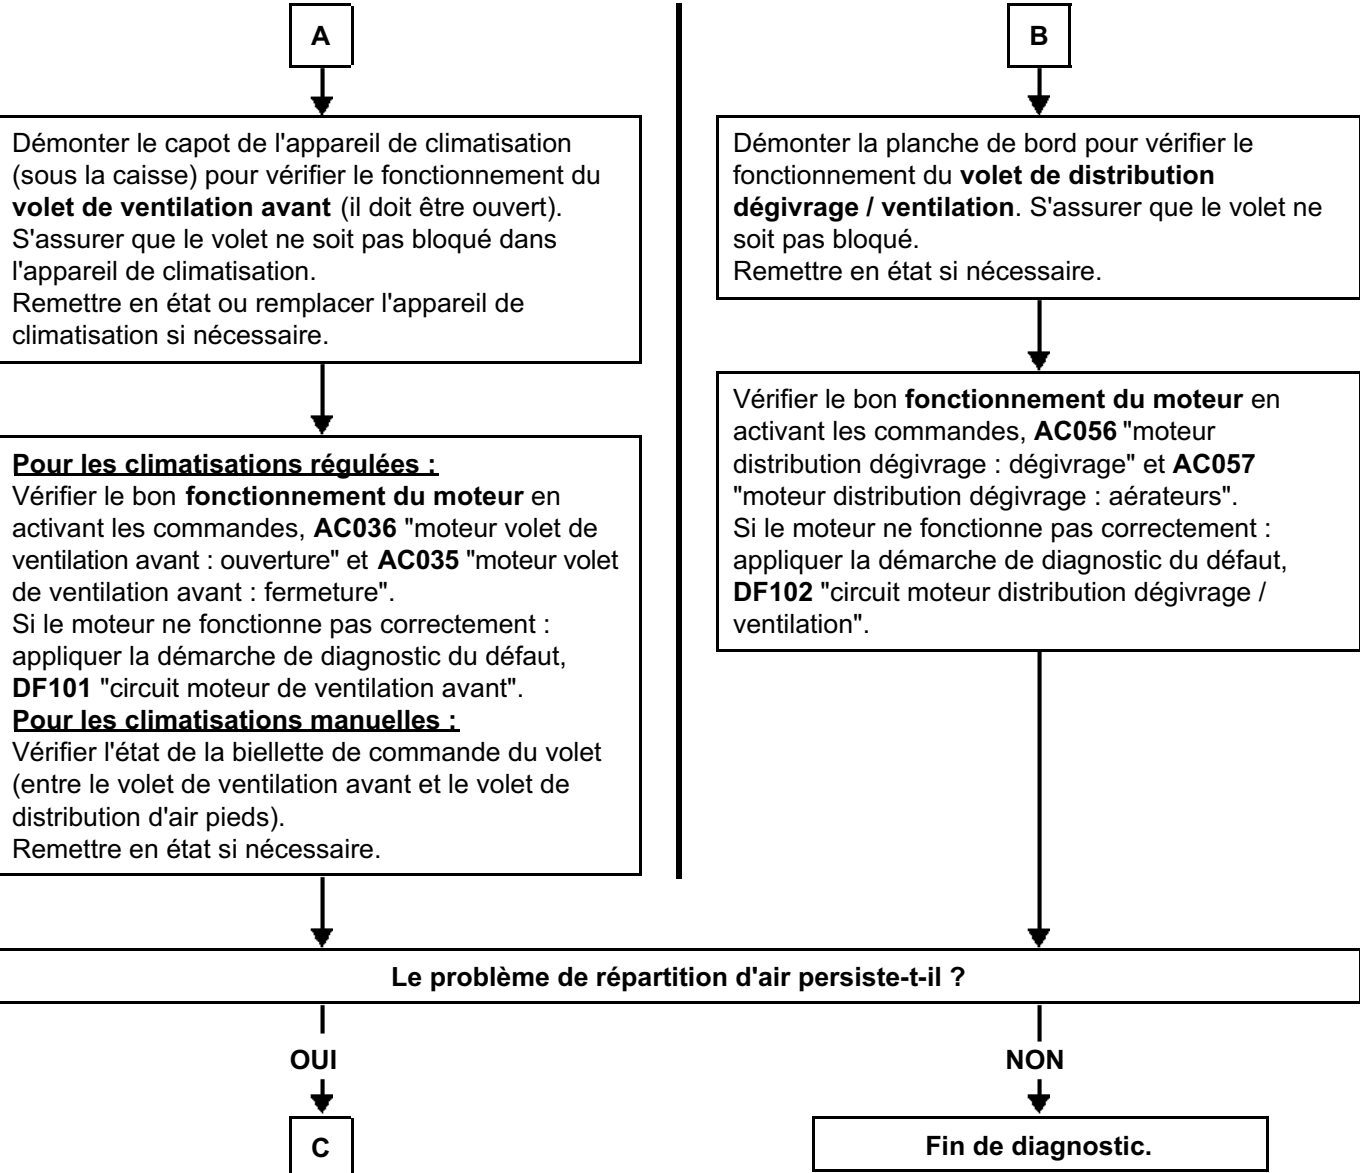 A
Démonter le capot de l'appareil de climatisation
(sous la caisse) pour vérifier le fonctionnement du
volet de ventilation avant (il doit être ouvert).
S'assurer que le volet ne soit pas bloqué dans
l'appareil de climatisation.
Remettre en état ou remplacer l'appareil de
climatisation si nécessaire.
Pour les climatisations régulées :
Vérifier le bon fonctionnement du moteur en
activant les commandes, AC036 "moteur volet de
ventilation avant : ouverture" et AC035 "moteur volet
de ventilation avant : fermeture".
Si le moteur ne fonctionne pas correctement :
appliquer la démarche de diagnostic du défaut,
DF101 "circuit moteur de ventilation avant".
Pour les climatisations manuelles :
Vérifier l'état de la biellette de commande du volet
(entre le volet de ventilation avant et le volet de
distribution d'air pieds).
Remettre en état si nécessaire.
B
Démonter la planche de bord pour vérifier le
fonctionnement du volet de distribution
dégivrage / ventilation. S'assurer que le volet ne
soit pas bloqué.
Remettre en état si nécessaire.
Vérifier le bon fonctionnement du moteur en
activant les commandes, AC056 "moteur
distribution dégivrage : dégivrage" et AC057
"moteur distribution dégivrage : aérateurs".
Si le moteur ne fonctionne pas correctement :
appliquer la démarche de diagnostic du défaut,
DF102 "circuit moteur distribution dégivrage /
ventilation".
Le problème de répartition d'air persiste-t-il ?
OUI
C
NON
Fin de diagnostic.